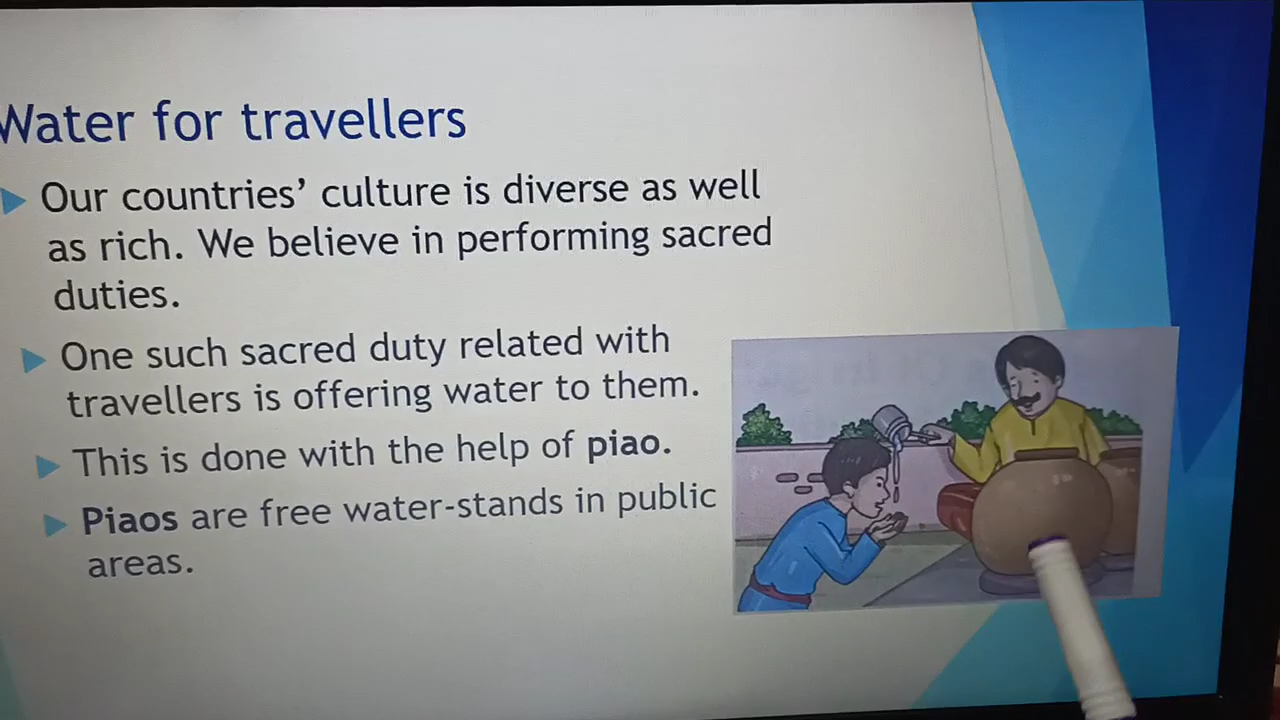 Water for travellers
Our countries' culture is diverse as well
as rich. We believe in performing sacred
duties.
One such sacred duty related with
travellers is offering water to them.
This is done with the help of piao.
Piaos are free water-stands in public
areas.